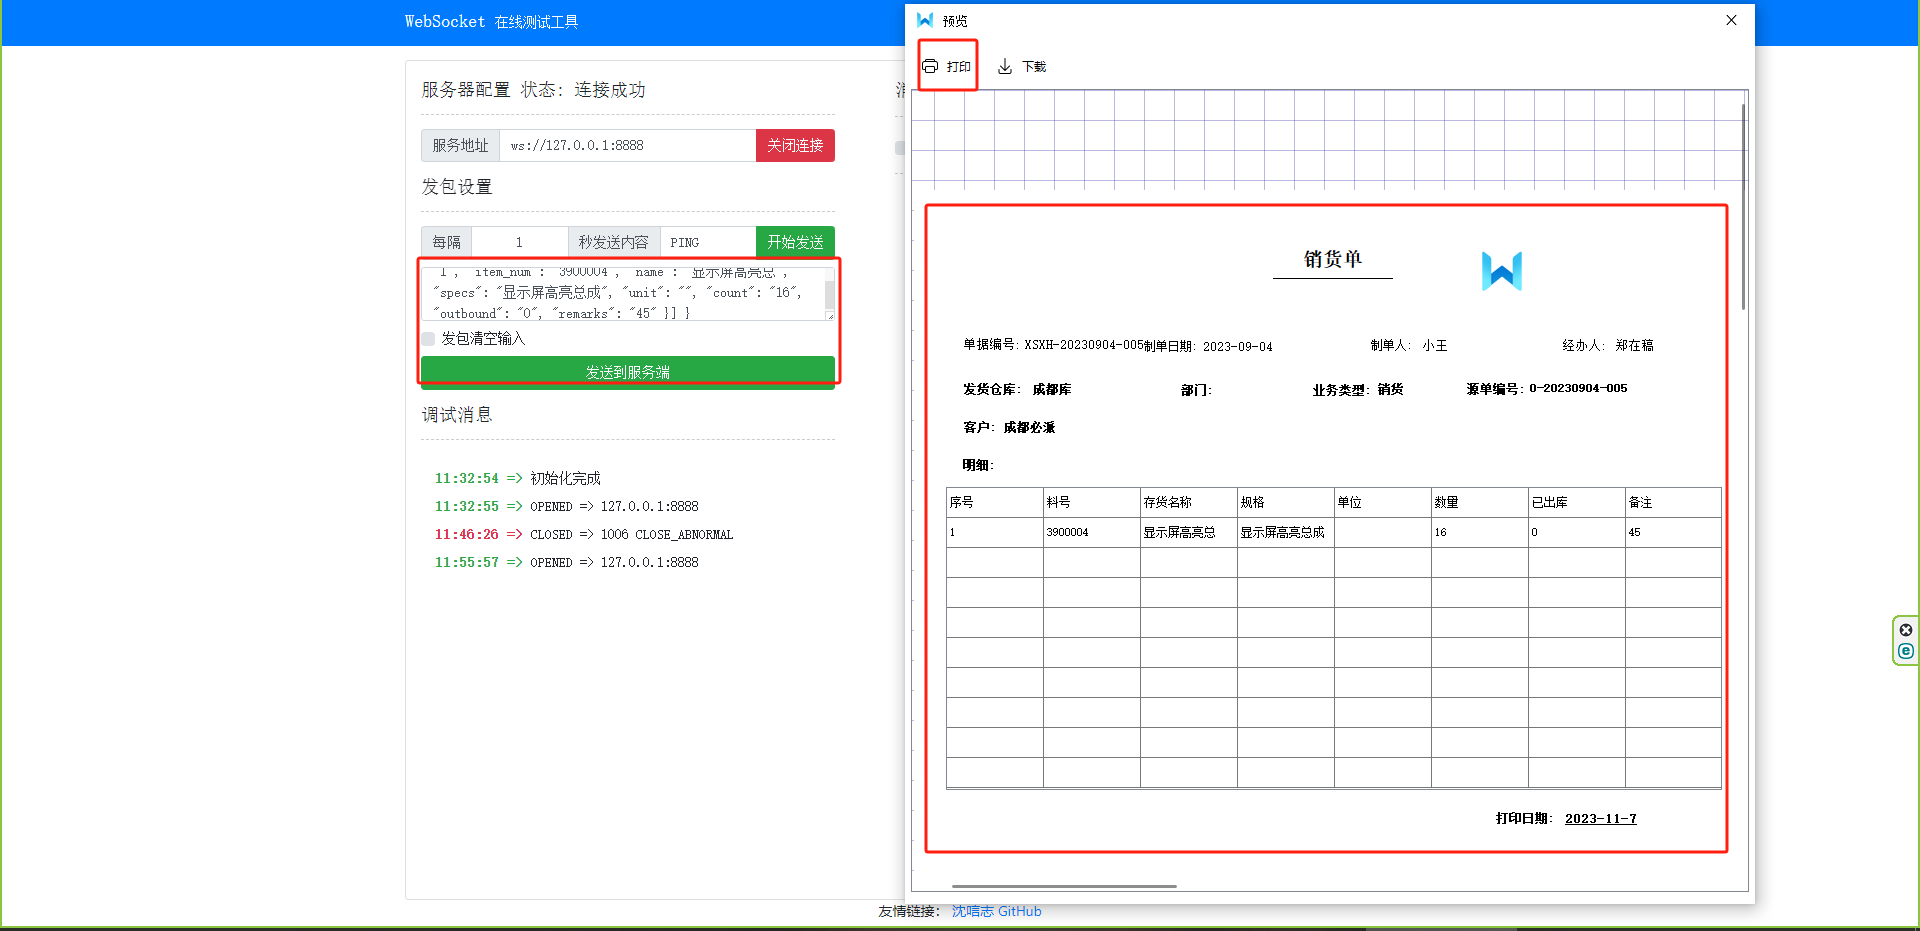 WebSocket 在线测试工具
服务器配置 状态: 连接成功
服务地址 ws://127.0.0.1:8888 关闭连接
发包设置
每隔 1 秒发送内容 PING 开始发送
1", "item_num": "3900004", "name": "显示屏高亮总",
"specs": "显示屏高亮总成", "unit": "", "count": "16",
"outbound": "0", "remarks": "45" }] }
发包清空输入
发送到服务端
调试消息
11:32:54 => 初始化完成
11:32:55 => OPENED => 127.0.0.1:8888
11:46:26 => CLOSED => 1006 CLOSE_ABNORMAL
11:55:57 => OPENED => 127.0.0.1:8888
预览
打印 下载
销货单
单据编号: XSXH-20230904-005 制单日期: 2023-09-04 制单人: 小王 经办人: 郑在稿
发货仓库: 成都库 部门: 业务类型: 销货 源单编号: 0-20230904-005
客户: 成都必派
明细:
序号 料号 存货名称 规格 单位 数量 已出库 备注
1 3900004 显示屏高亮总 显示屏高亮总成 16 0 45
打印日期: 2023-11-7
友情链接: 沈唁志 GitHub